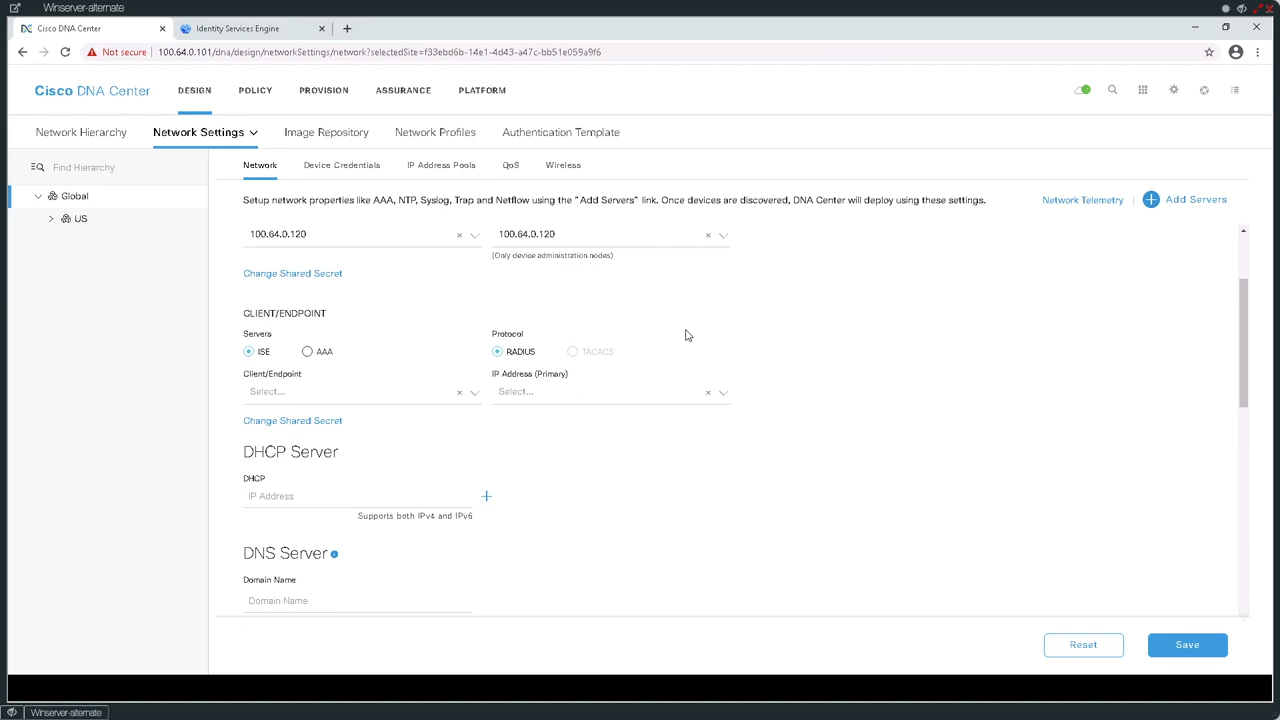 Winserver-alternate
Cisco DNA Center
Identity Services Engine
Not secure
100.64.0.101/dna/design/networkSettings/network?selectedSite=f33ebd6b-14e1-4d43-a47c-bb51e059a9f6
Cisco DNA Center
DESIGN
POLICY
PROVISION
ASSURANCE
PLATFORM
Network Hierarchy
Network Settings
Image Repository
Network Profiles
Authentication Template
Find Hierarchy
Global
US
Network
Device Credentials
IP Address Pools
QoS
Wireless
Setup network properties like AAA, NTP, Syslog, Trap and Netflow using the "Add Servers" link. Once devices are discovered, DNA Center will deploy using these settings.
Network Telemetry
Add Servers
100.64.0.120
100.64.0.120
(Only device administration nodes)
Change Shared Secret
CLIENT/ENDPOINT
Servers
Protocol
ISE
AAA
RADIUS
TACACS
Client/Endpoint
IP Address (Primary)
Select...
Select...
Change Shared Secret
DHCP Server
DHCP
IP Address
Supports both IPv4 and IPv6
DNS Server
Domain Name
Domain Name
Reset
Save
Winserver-alternate